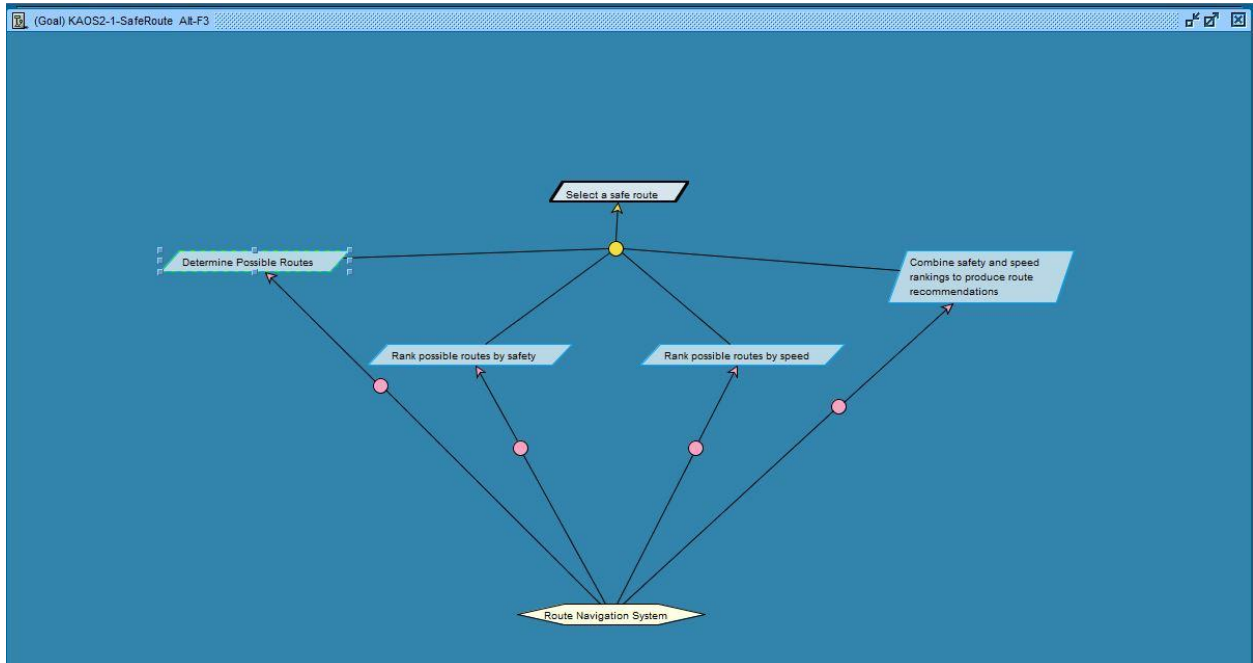 (Goal) KAOS2-1-SafeRoute Alt-F3
Select a safe route
Determine Possible Routes
Combine safety and speed
rankings to produce route
recommendations
Rank possible routes by safety
Rank possible routes by speed
Route Navigation System